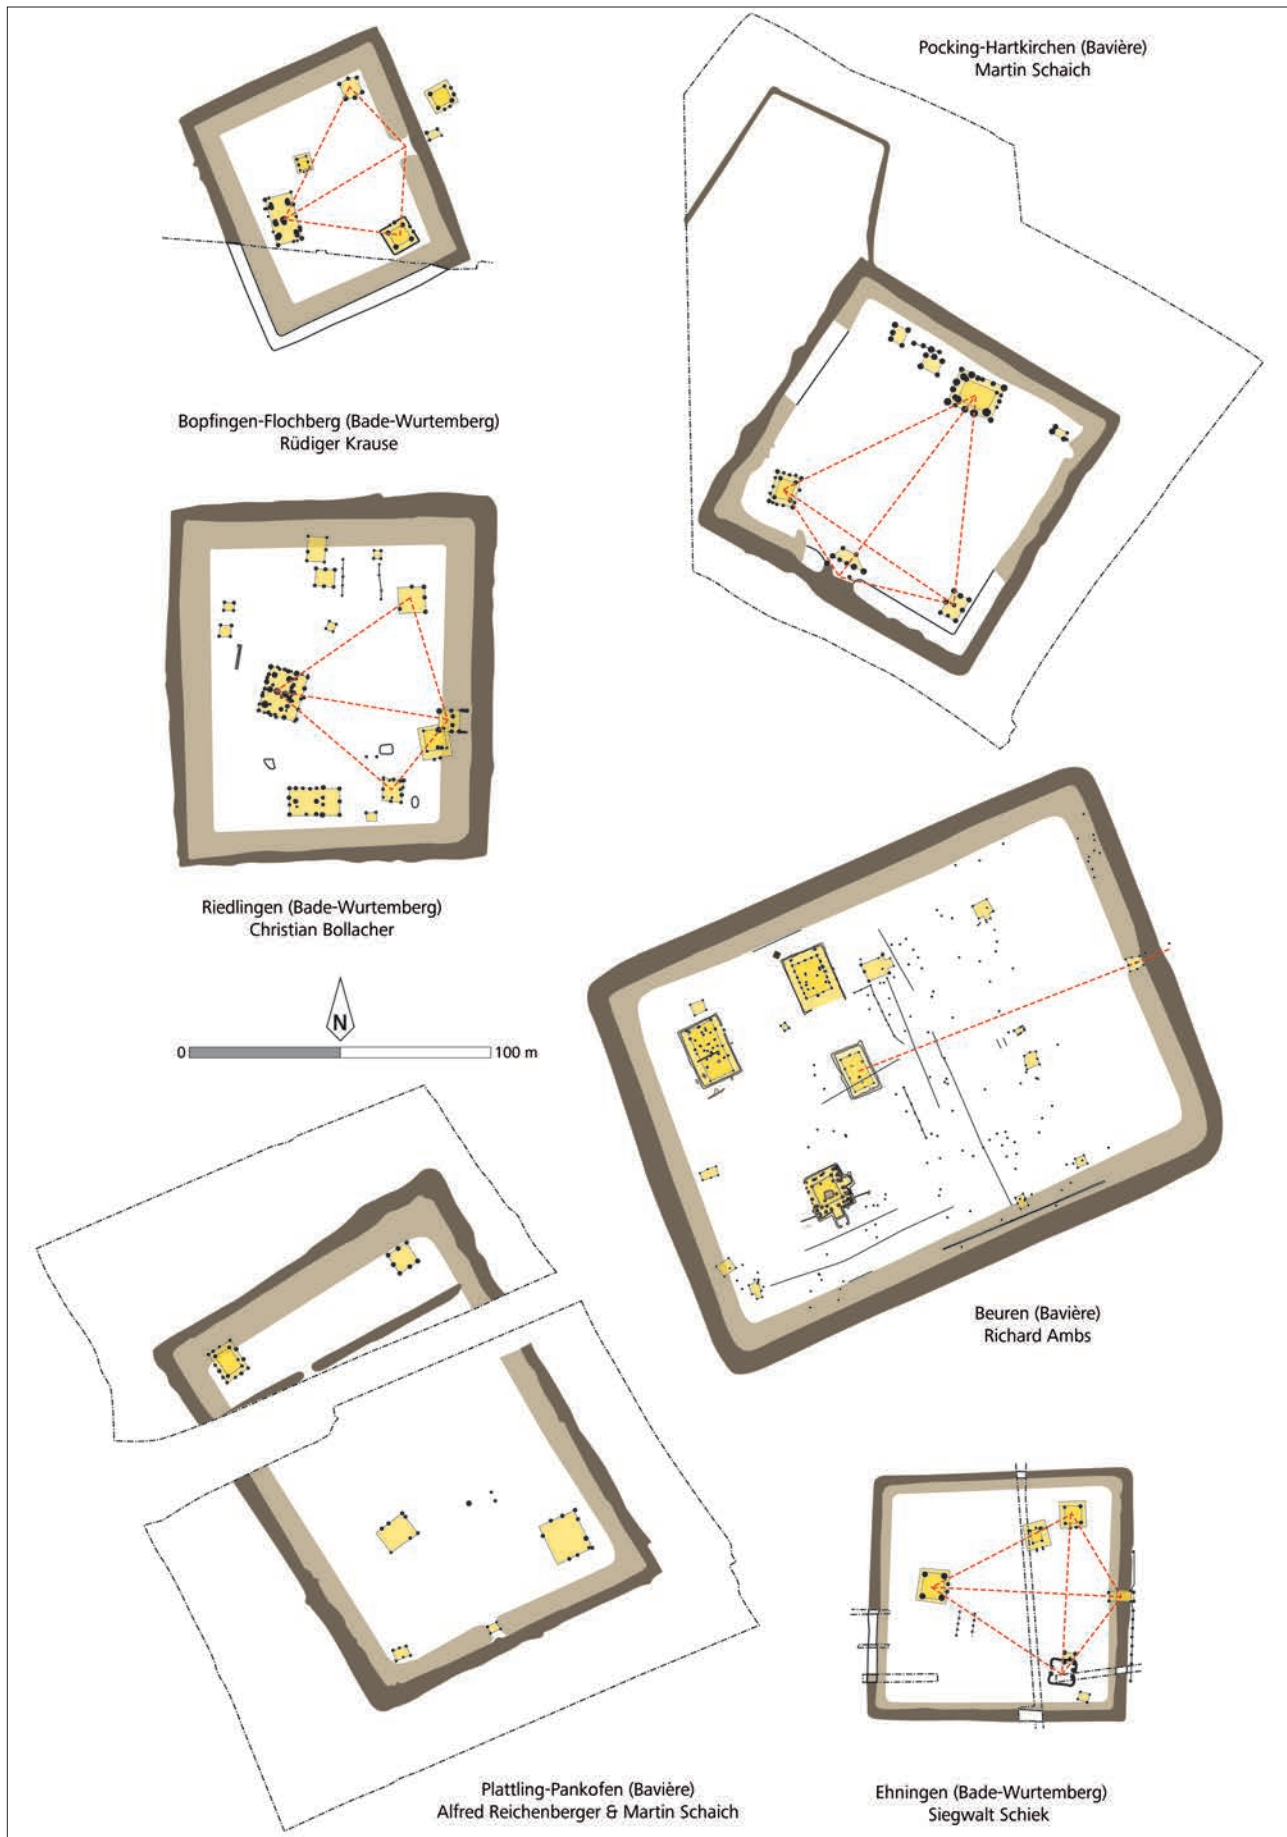 Pocking-Hartkirchen (Bavière)
Martin Schaich
Bopfingen-Flochberg (Bade-Wurtemberg)
Rüdiger Krause
Riedlingen (Bade-Wurtemberg)
Christian Bollacher
N
0 100 m
Beuren (Bavière)
Richard Ambs
Plattling-Pankofen (Bavière)
Alfred Reichenberger & Martin Schaich
Ehningen (Bade-Wurtemberg)
Siegwalt Schiek